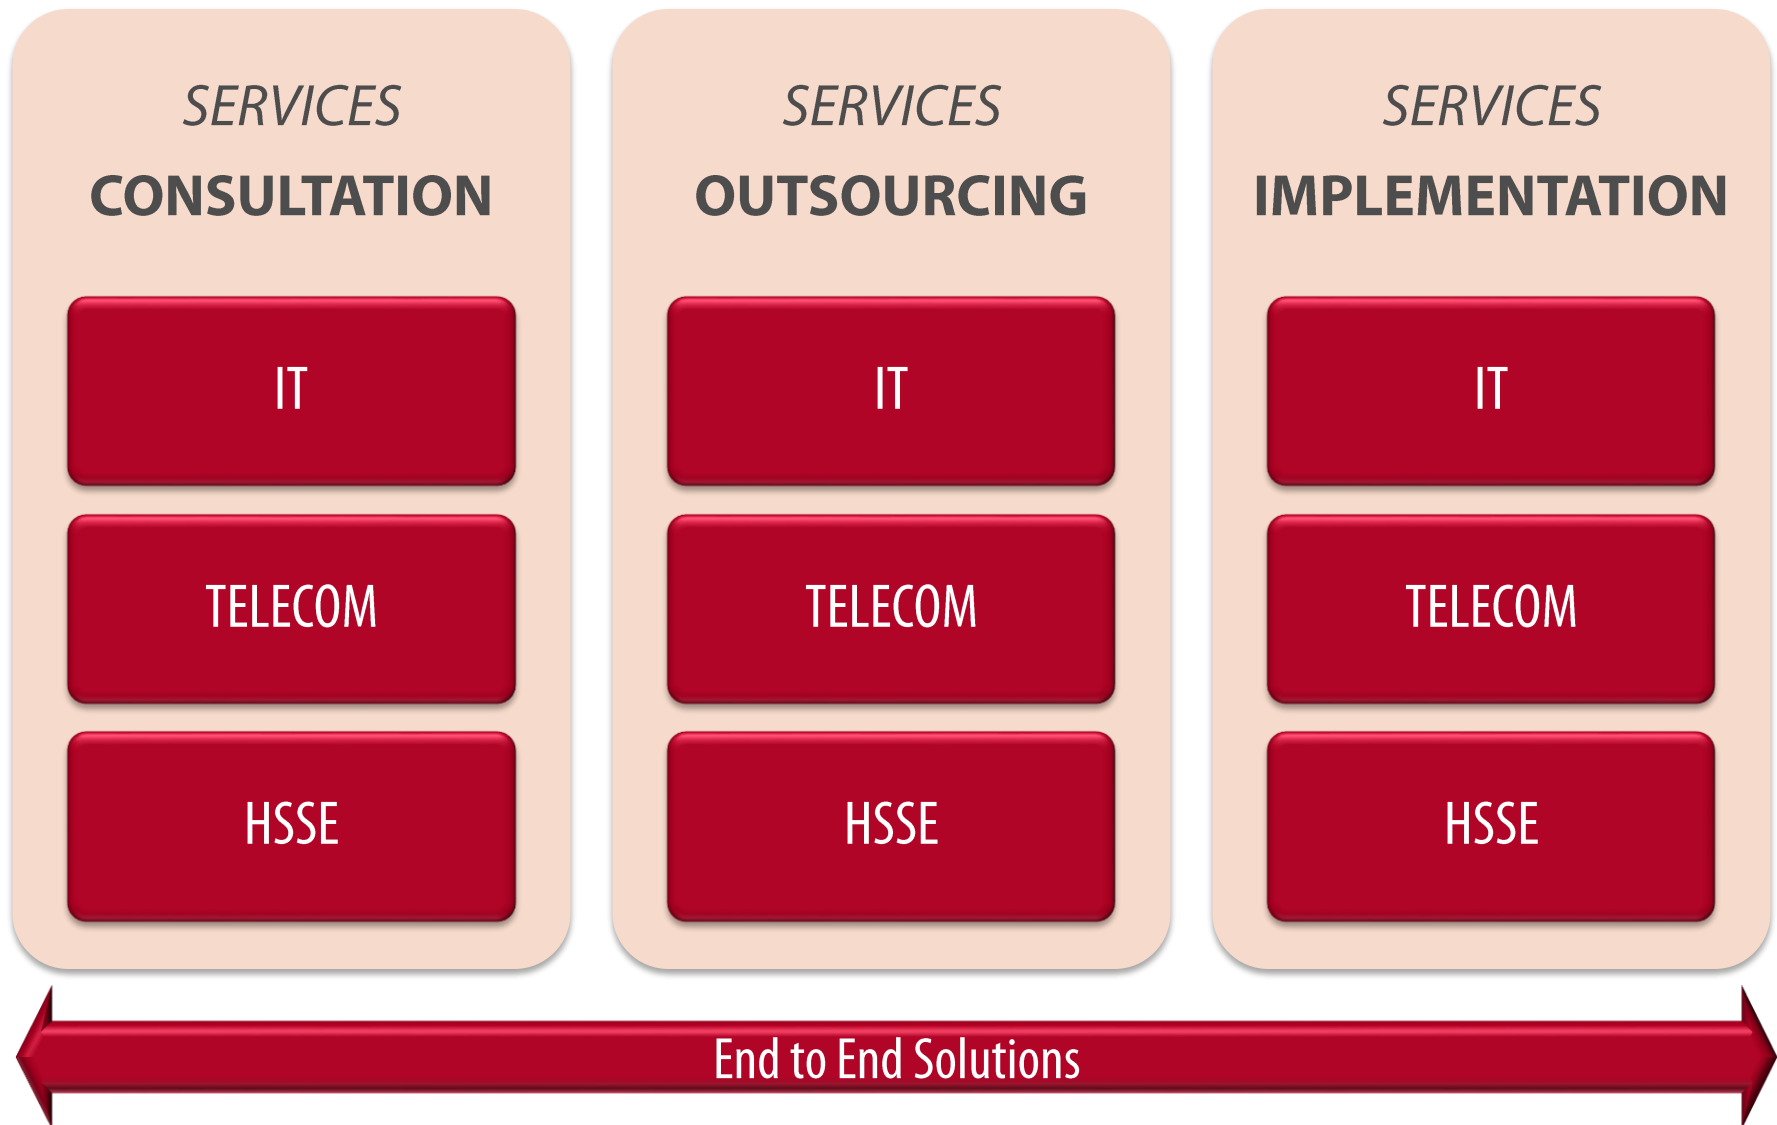 SERVICES
CONSULTATION
IT
TELECOM
HSSE
SERVICES
OUTSOURCING
IT
TELECOM
HSSE
SERVICES
IMPLEMENTATION
IT
TELECOM
HSSE
End to End Solutions